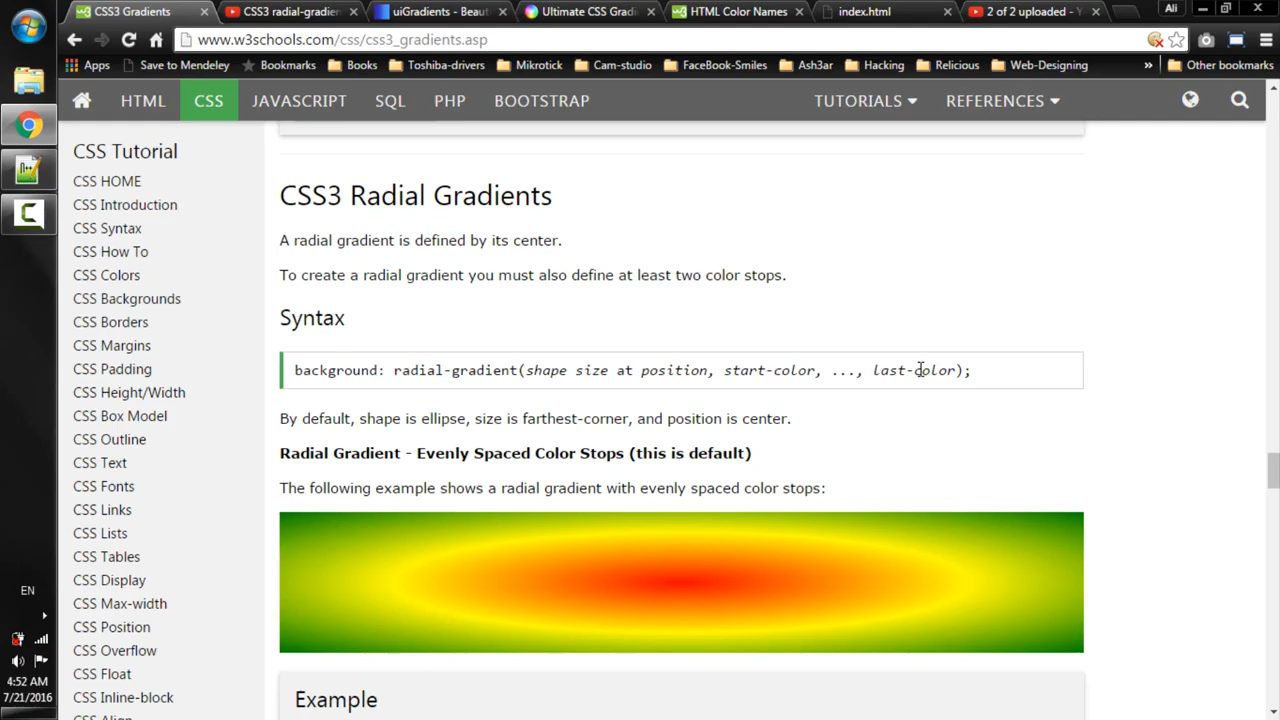 CSS3 Gradients
CSS3 radial-gradien
uiGradients - Beaut
Ultimate CSS Gradi
HTML Color Names
index.html
2 of 2 uploaded - Y
Ali
www.w3schools.com/css/css3_gradients.asp
Apps
Save to Mendeley
Bookmarks
Books
Toshiba-drivers
Mikrotick
Cam-studio
FaceBook-Smiles
Ash3ar
Hacking
Relicious
Web-Designing
»
Other bookmarks
HTML
CSS
JAVASCRIPT
SQL
PHP
BOOTSTRAP
TUTORIALS
REFERENCES
CSS Tutorial
CSS HOME
CSS Introduction
CSS Syntax
CSS How To
CSS Colors
CSS Backgrounds
CSS Borders
CSS Margins
CSS Padding
CSS Height/Width
CSS Box Model
CSS Outline
CSS Text
CSS Fonts
CSS Links
CSS Lists
CSS Tables
CSS Display
CSS Max-width
CSS Position
CSS Overflow
CSS Float
CSS Inline-block
CSS3 Radial Gradients
A radial gradient is defined by its center.
To create a radial gradient you must also define at least two color stops.
Syntax
background: radial-gradient(shape size at position, start-color, ..., last-color);
By default, shape is ellipse, size is farthest-corner, and position is center.
Radial Gradient - Evenly Spaced Color Stops (this is default)
The following example shows a radial gradient with evenly spaced color stops:
Example
EN
4:52 AM
7/21/2016